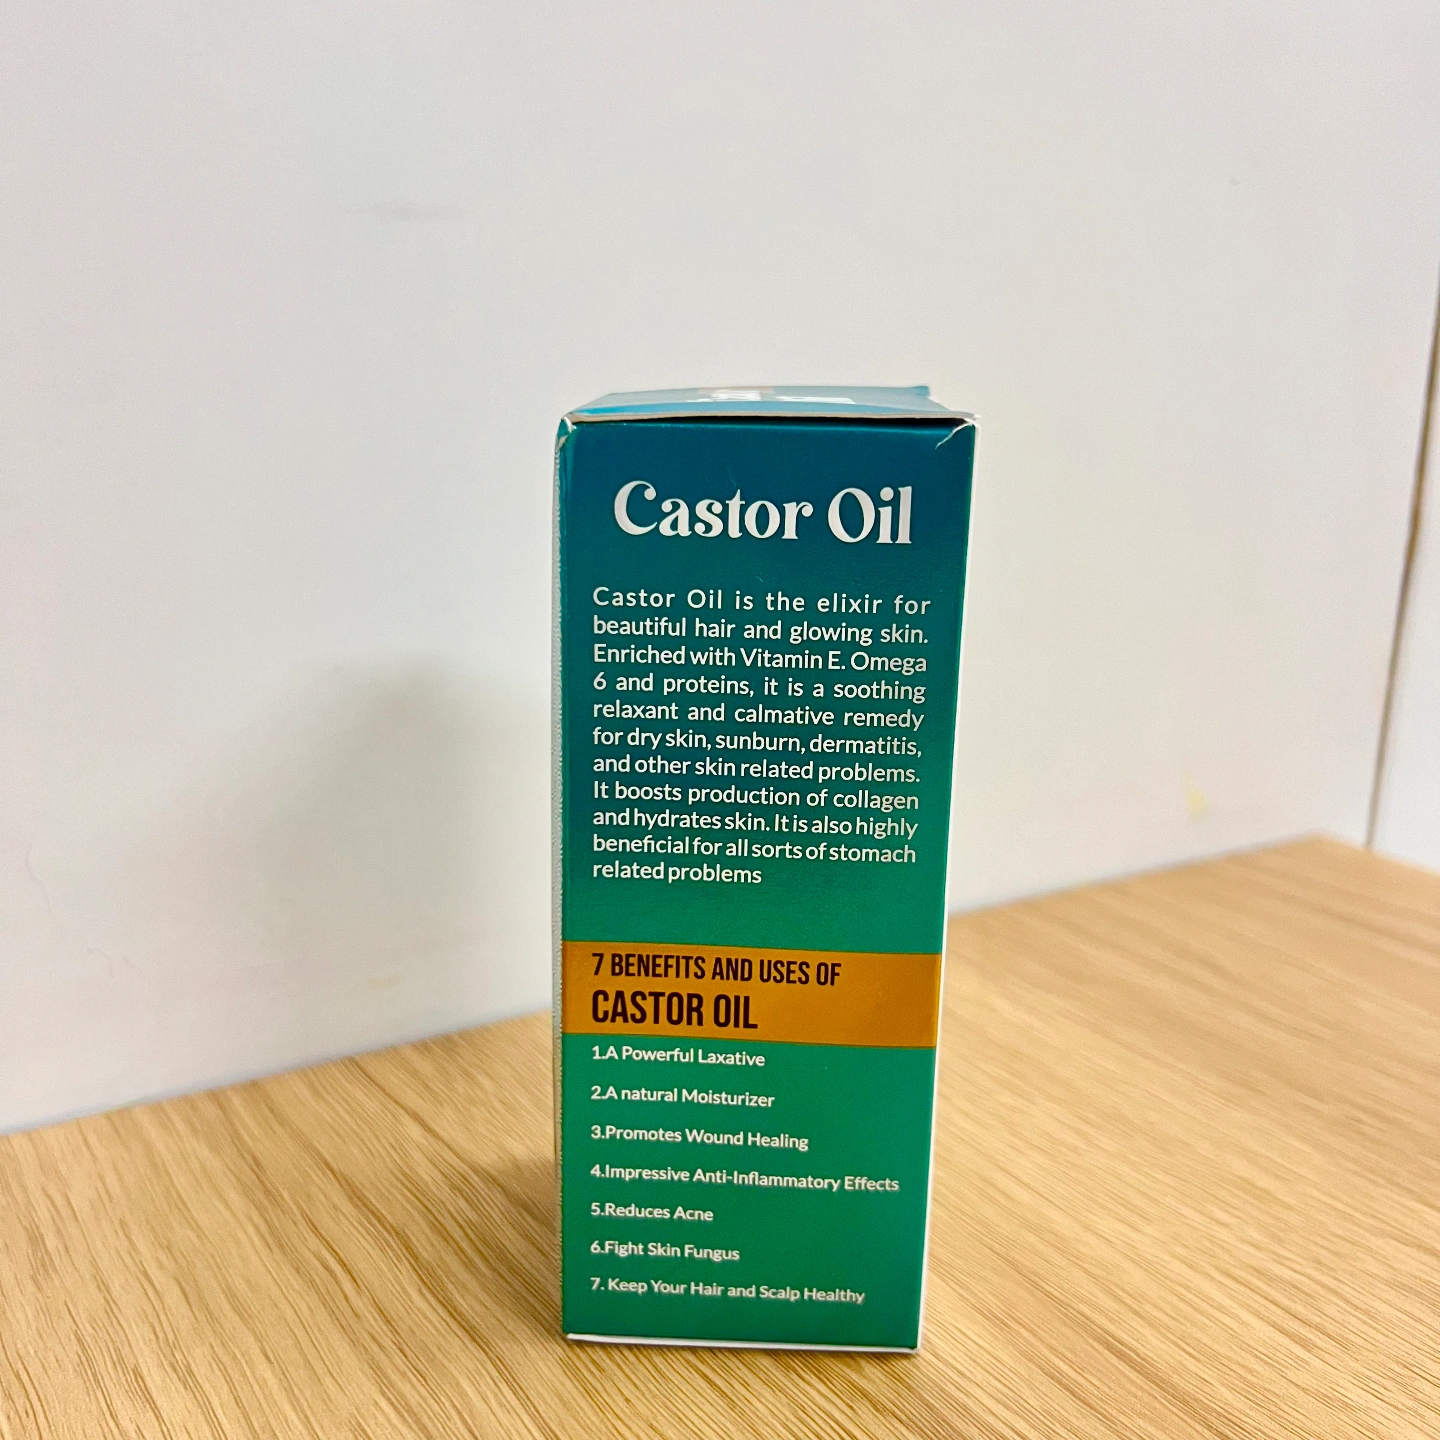 Castor Oil
Castor Oil is the elixir for
beautiful hair and glowing skin.
Enriched with Vitamin E. Omega
6 and proteins, it is a soothing
relaxant and calmative remedy
for dry skin, sunburn, dermatitis,
and other skin related problems.
It boosts production of collagen
and hydrates skin. It is also highly
beneficial for all sorts of stomach
related problems
7 BENEFITS AND USES OF
CASTOR OIL
1.A Powerful Laxative
2.A natural Moisturizer
3.Promotes Wound Healing
4.Impressive Anti-Inflammatory Effects
5.Reduces Acne
6.Fight Skin Fungus
7. Keep Your Hair and Scalp Healthy